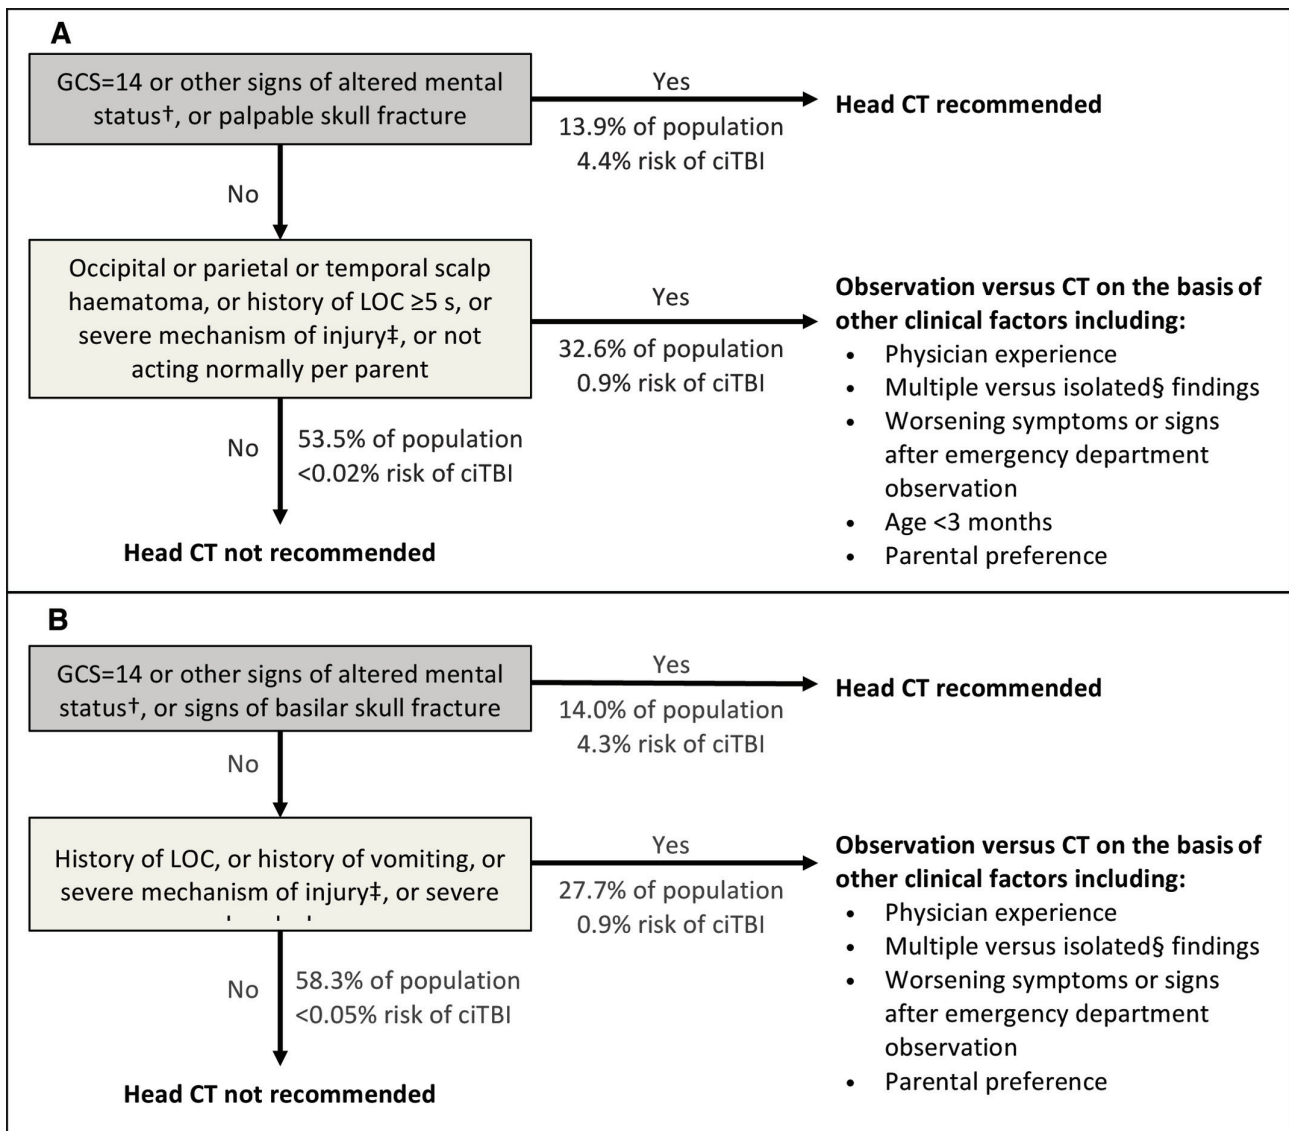 A
GCS=14 or other signs of altered mental
status†, or palpable skull fracture
Yes
13.9% of population
4.4% risk of ciTBI
Head CT recommended
No
Occipital or parietal or temporal scalp
haematoma, or history of LOC ≥5 s, or
severe mechanism of injury‡, or not
acting normally per parent
Yes
32.6% of population
0.9% risk of ciTBI
Observation versus CT on the basis of
other clinical factors including:
• Physician experience
• Multiple versus isolated§ findings
• Worsening symptoms or signs
after emergency department
observation
• Age <3 months
• Parental preference
No
53.5% of population
<0.02% risk of ciTBI
Head CT not recommended
B
GCS=14 or other signs of altered mental
status†, or signs of basilar skull fracture
Yes
14.0% of population
4.3% risk of ciTBI
Head CT recommended
No
History of LOC, or history of vomiting, or
severe mechanism of injury‡, or severe
Yes
27.7% of population
0.9% risk of ciTBI
Observation versus CT on the basis of
other clinical factors including:
• Physician experience
• Multiple versus isolated§ findings
• Worsening symptoms or signs
after emergency department
observation
• Parental preference
No
58.3% of population
<0.05% risk of ciTBI
Head CT not recommended